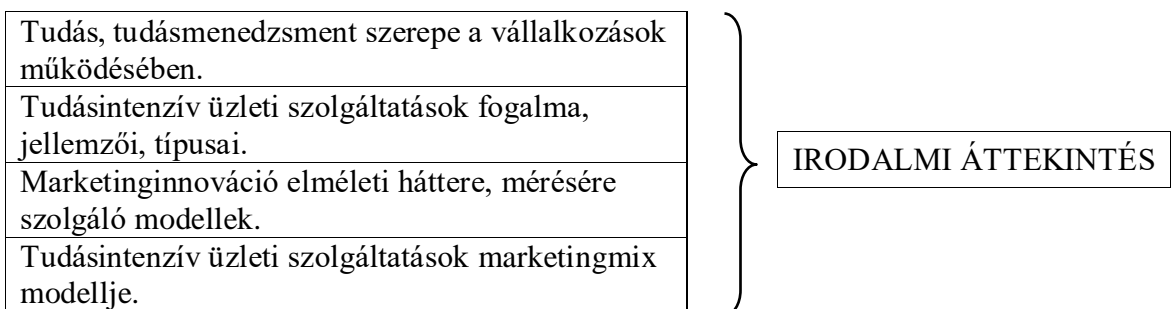 Tudás, tudásmenedzsment szerepe a vállalkozások
működésében.
Tudásintenzív üzleti szolgáltatások fogalma,
jellemzői, típusai.
Marketinginnováció elméleti háttere, mérésére
szolgáló modellek.
Tudásintenzív üzleti szolgáltatások marketingmix
modellje.
IRODALMI ÁTTEKINTÉS